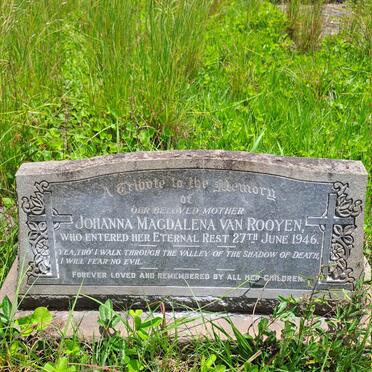 A Tribute to the Memory
of
OUR BELOVED MOTHER
JOHANNA MAGDALENA VAN ROOYEN,
WHO ENTERED HER ETERNAL REST 27TH JUNE 1946.
YEA, THO' I WALK THROUGH THE VALLEY OF THE SHADOW OF DEATH,
I WILL FEAR NO EVIL.
FOREVER LOVED AND REMEMBERED BY ALL HER CHILDREN.